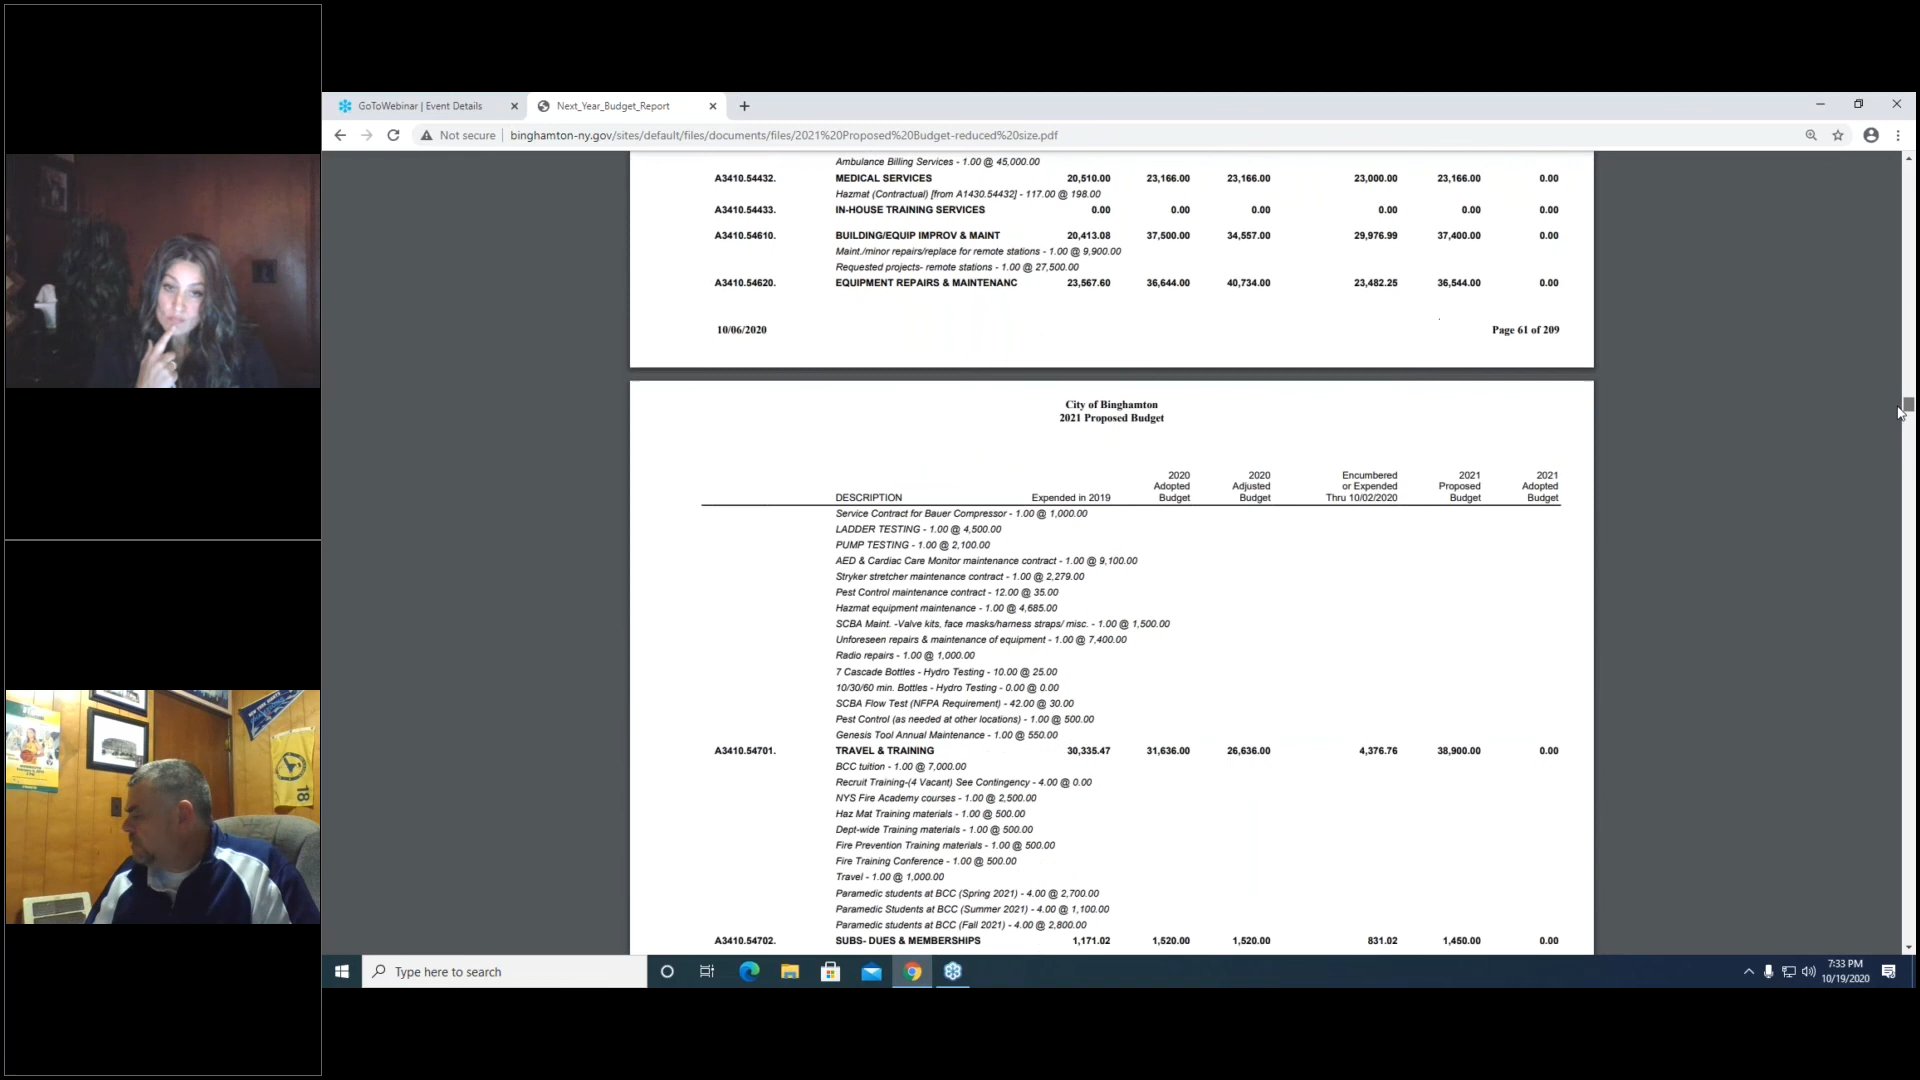 GoToWebinar | Event Details
Next_Year_Budget_Report
Not secure
binghamton-ny.gov/sites/default/files/documents/files/2021%20Proposed%20Budget-reduced%20size.pdf
Ambulance Billing Services - 1.00 @ 45,000.00
A3410.54432. MEDICAL SERVICES 20,510.00 23,166.00 23,166.00 23,000.00 23,166.00 0.00
Hazmat (Contractual) [from A1430.54432] - 117.00 @ 198.00
A3410.54433. IN-HOUSE TRAINING SERVICES 0.00 0.00 0.00 0.00 0.00 0.00
A3410.54610. BUILDING/EQUIP IMPROV & MAINT 20,413.08 37,500.00 34,557.00 29,976.99 37,400.00 0.00
Maint./minor repairs/replace for remote stations - 1.00 @ 9,900.00
Requested projects- remote stations - 1.00 @ 27,500.00
A3410.54620. EQUIPMENT REPAIRS & MAINTENANC 23,567.60 36,644.00 40,734.00 23,482.25 36,544.00 0.00
10/06/2020 Page 61 of 209
City of Binghamton
2021 Proposed Budget
2020 2020 Encumbered 2021 2021
Adopted Adjusted or Expended Proposed Adopted
DESCRIPTION Expended in 2019 Budget Budget Thru 10/02/2020 Budget Budget
Service Contract for Bauer Compressor - 1.00 @ 1,000.00
LADDER TESTING - 1.00 @ 4,500.00
PUMP TESTING - 1.00 @ 2,100.00
AED & Cardiac Care Monitor maintenance contract - 1.00 @ 9,100.00
Stryker stretcher maintenance contract - 1.00 @ 2,279.00
Pest Control maintenance contract - 12.00 @ 35.00
Hazmat equipment maintenance - 1.00 @ 4,685.00
SCBA Maint. -Valve kits, face masks/harness straps/ misc. - 1.00 @ 1,500.00
Unforeseen repairs & maintenance of equipment - 1.00 @ 7,400.00
Radio repairs - 1.00 @ 1,000.00
7 Cascade Bottles - Hydro Testing - 10.00 @ 25.00
10/30/60 min. Bottles - Hydro Testing - 0.00 @ 0.00
SCBA Flow Test (NFPA Requirement) - 42.00 @ 30.00
Pest Control (as needed at other locations) - 1.00 @ 500.00
Genesis Tool Annual Maintenance - 1.00 @ 550.00
A3410.54701. TRAVEL & TRAINING 30,335.47 31,636.00 26,636.00 4,376.76 38,900.00 0.00
BCC tuition - 1.00 @ 7,000.00
Recruit Training-(4 Vacant) See Contingency - 4.00 @ 0.00
NYS Fire Academy courses - 1.00 @ 2,500.00
Haz Mat Training materials - 1.00 @ 500.00
Dept-wide Training materials - 1.00 @ 500.00
Fire Prevention Training materials - 1.00 @ 500.00
Fire Training Conference - 1.00 @ 500.00
Travel - 1.00 @ 1,000.00
Paramedic students at BCC (Spring 2021) - 4.00 @ 2,700.00
Paramedic Students at BCC (Summer 2021) - 4.00 @ 1,100.00
Paramedic students at BCC (Fall 2021) - 4.00 @ 2,800.00
A3410.54702. SUBS- DUES & MEMBERSHIPS 1,171.02 1,520.00 1,520.00 831.02 1,450.00 0.00
Type here to search
7:33 PM
10/19/2020
18